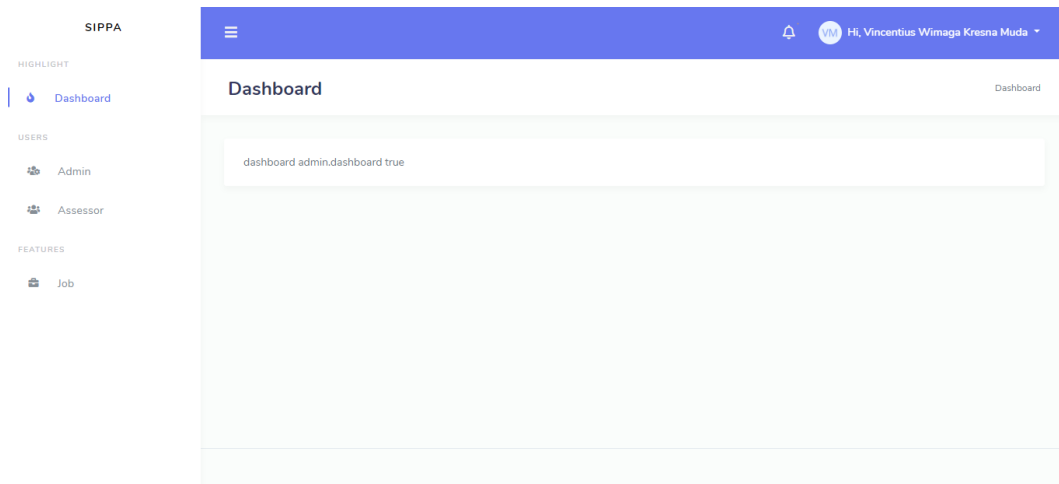 SIPPA
HIGHLIGHT
Dashboard
USERS
Admin
Assessor
FEATURES
Job
VM Hi, Vincentius Wimaga Kresna Muda
Dashboard
Dashboard
dashboard admin.dashboard true